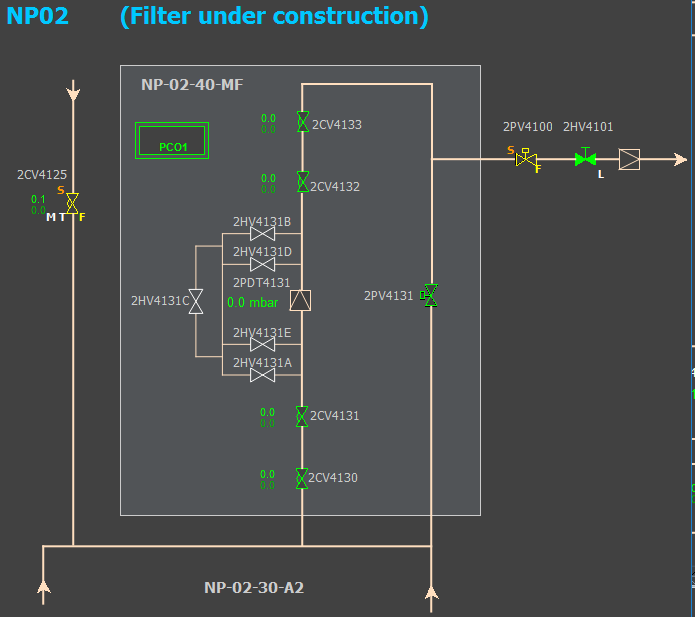 NP02 (Filter under construction)
NP-02-40-MF
PCO1
0.0
0.0
2CV4133
2PV4100 2HV4101
S
F
L
2CV4125
S
0.1
0.0
M T F
0.0
0.0
2CV4132
2HV4131B
2HV4131D
2PDT4131
2HV4131C
0.0 mbar
2PV4131
2HV4131E
2HV4131A
0.0
0.0
2CV4131
0.0
0.0
2CV4130
NP-02-30-A2